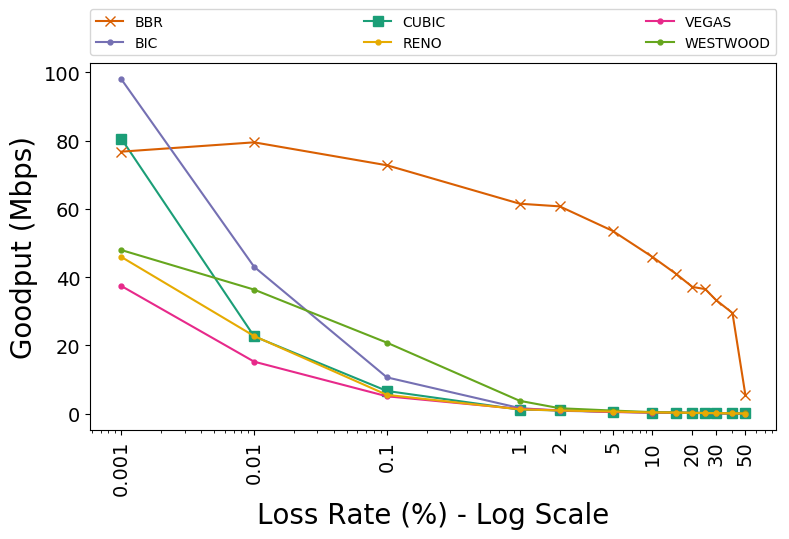 BBR CUBIC VEGAS
BIC RENO WESTWOOD
100
80
60
40
20
0
Goodput (Mbps)
0.001 0.01 0.1 1 2 5 10 20 30 50
Loss Rate (%) - Log Scale